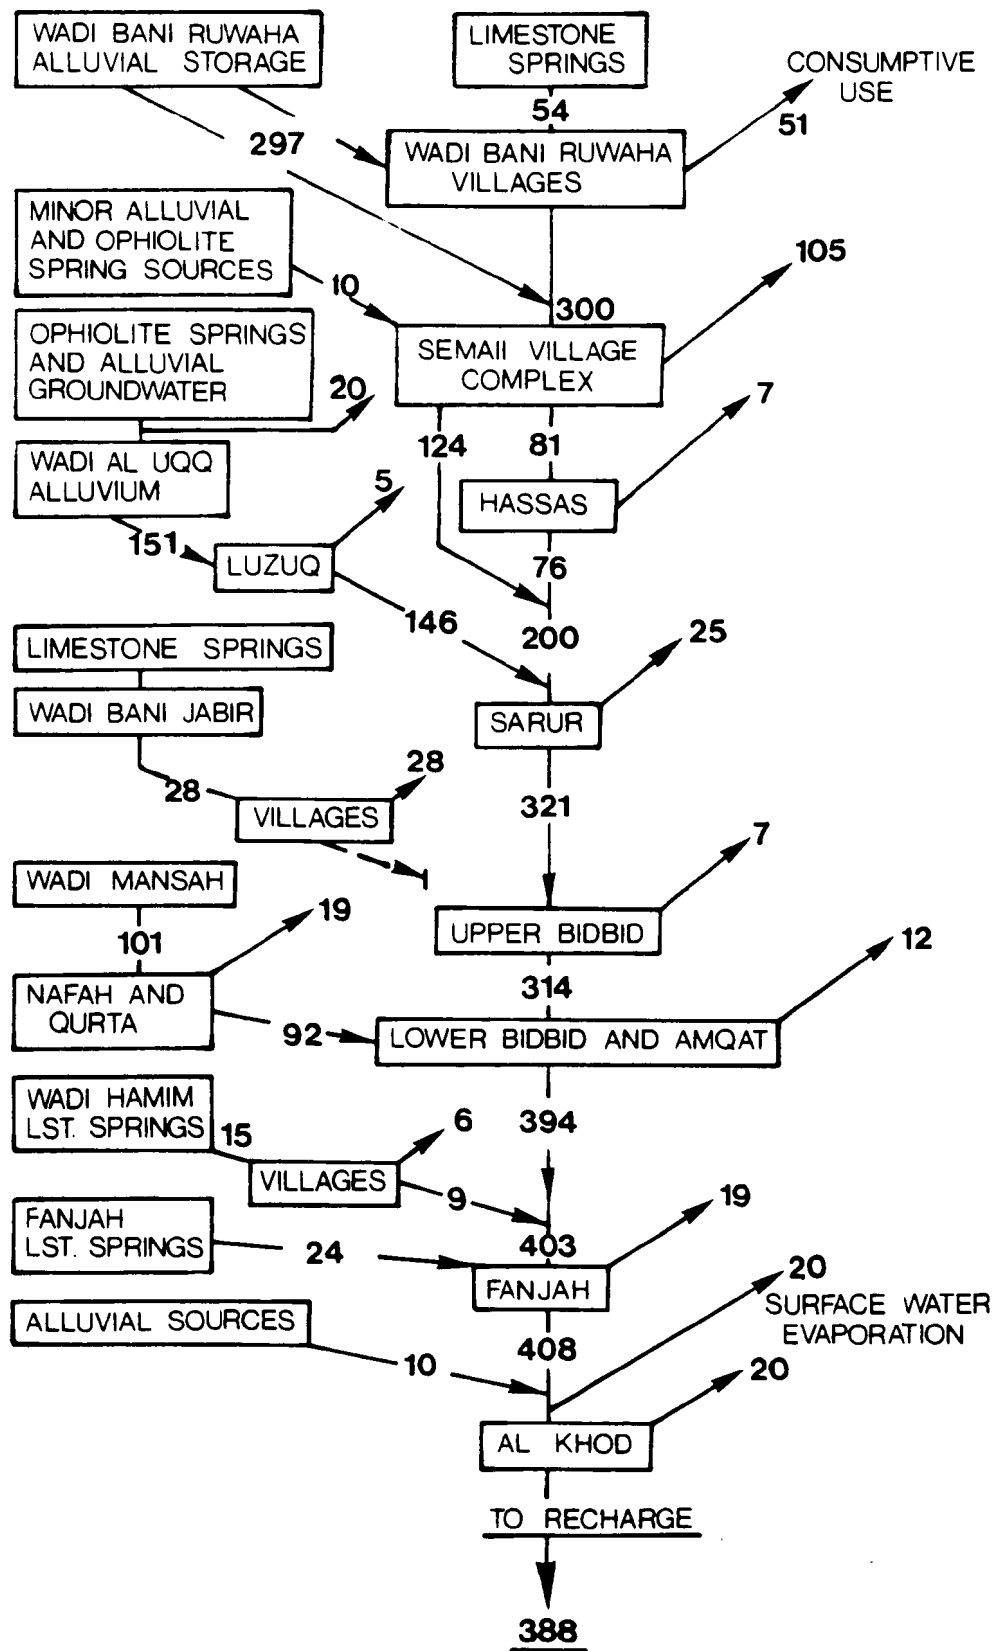 WADI BANI RUWAHA
ALLUVIAL STORAGE
LIMESTONE
SPRINGS
CONSUMPTIVE
USE
54
51
297
WADI BANI RUWAHA
VILLAGES
MINOR ALLUVIAL
AND OPHIOLITE
SPRING SOURCES
105
10
300
OPHIOLITE SPRINGS
AND ALLUVIAL
GROUNDWATER
SEMAII VILLAGE
COMPLEX
20
7
124
81
WADI AL UQQ
ALLUVIUM
5
HASSAS
151
LUZUQ
76
146
200
25
LIMESTONE SPRINGS
WADI BANI JABIR
SARUR
28
28
VILLAGES
321
7
WADI MANSAH
19
101
UPPER BIDBID
12
NAFAH AND
QURTA
314
92
LOWER BIDBID AND AMQAT
WADI HAMIM
LST. SPRINGS
15
6
394
VILLAGES
9
19
FANJAH
LST. SPRINGS
24
403
FANJAH
20
SURFACE WATER
EVAPORATION
ALLUVIAL SOURCES
408
10
20
AL KHOD
TO RECHARGE
388